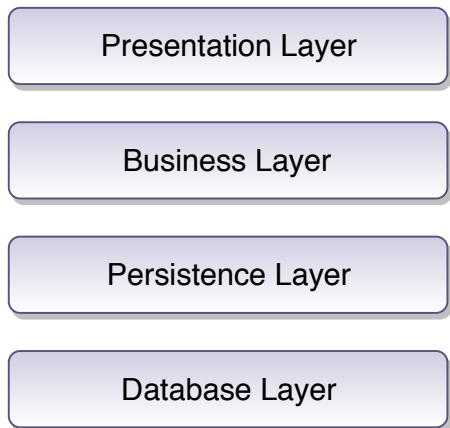 Presentation Layer
Business Layer
Persistence Layer
Database Layer